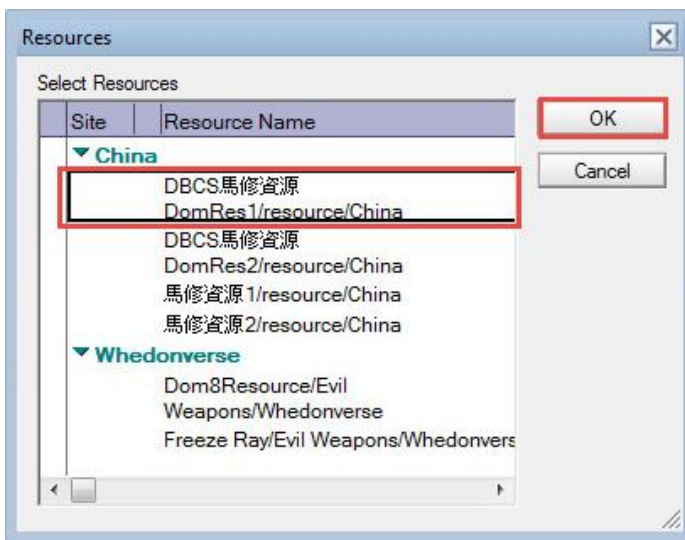 Resources
Select Resources
Site Resource Name
OK
China
Cancel
DBCS馬修資源
DomRes1/resource/China
DBCS馬修資源
DomRes2/resource/China
馬修資源1/resource/China
馬修資源2/resource/China
Whedonverse
Dom8Resource/Evil
Weapons/Whedonverse
Freeze Ray/Evil Weapons/Whedonvers